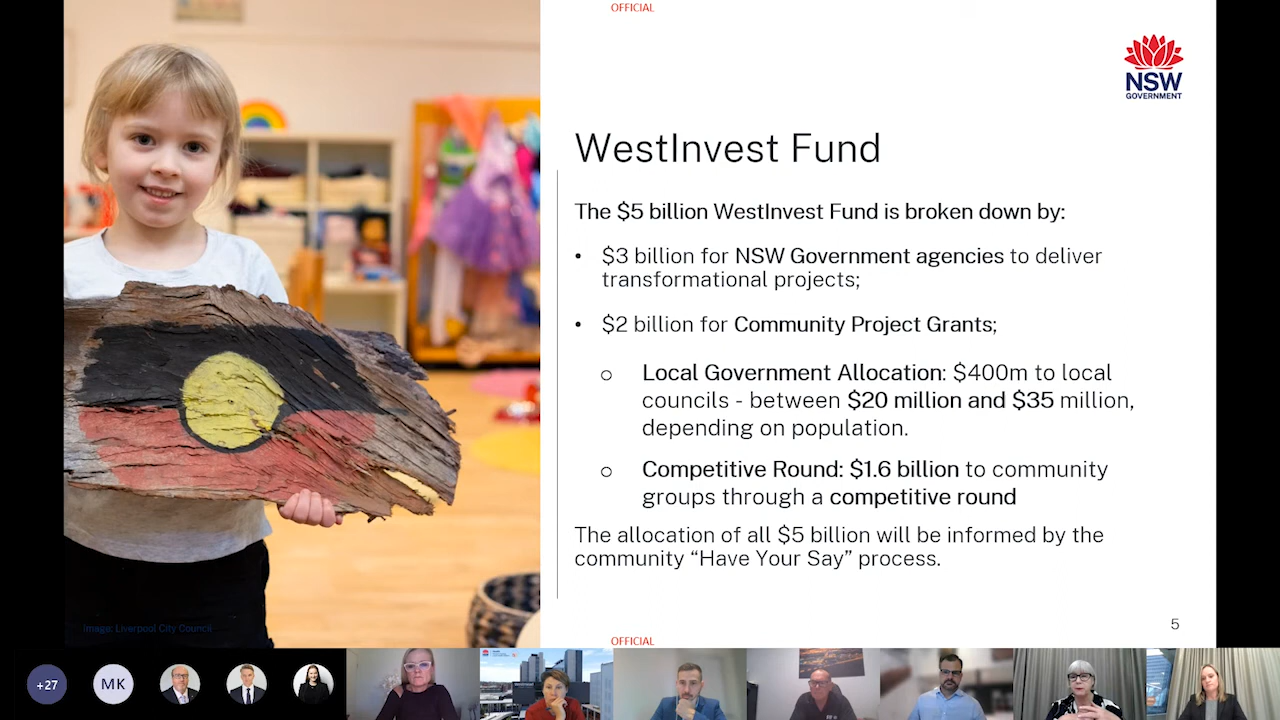 OFFICIAL
NSW
GOVERNMENT
WestInvest Fund
The $5 billion WestInvest Fund is broken down by:
• $3 billion for NSW Government agencies to deliver
transformational projects;
• $2 billion for Community Project Grants;
o Local Government Allocation: $400m to local
councils - between $20 million and $35 million,
depending on population.
o Competitive Round: $1.6 billion to community
groups through a competitive round
The allocation of all $5 billion will be informed by the
community “Have Your Say” process.
Image: Liverpool City Council
5
OFFICIAL
+27
MK